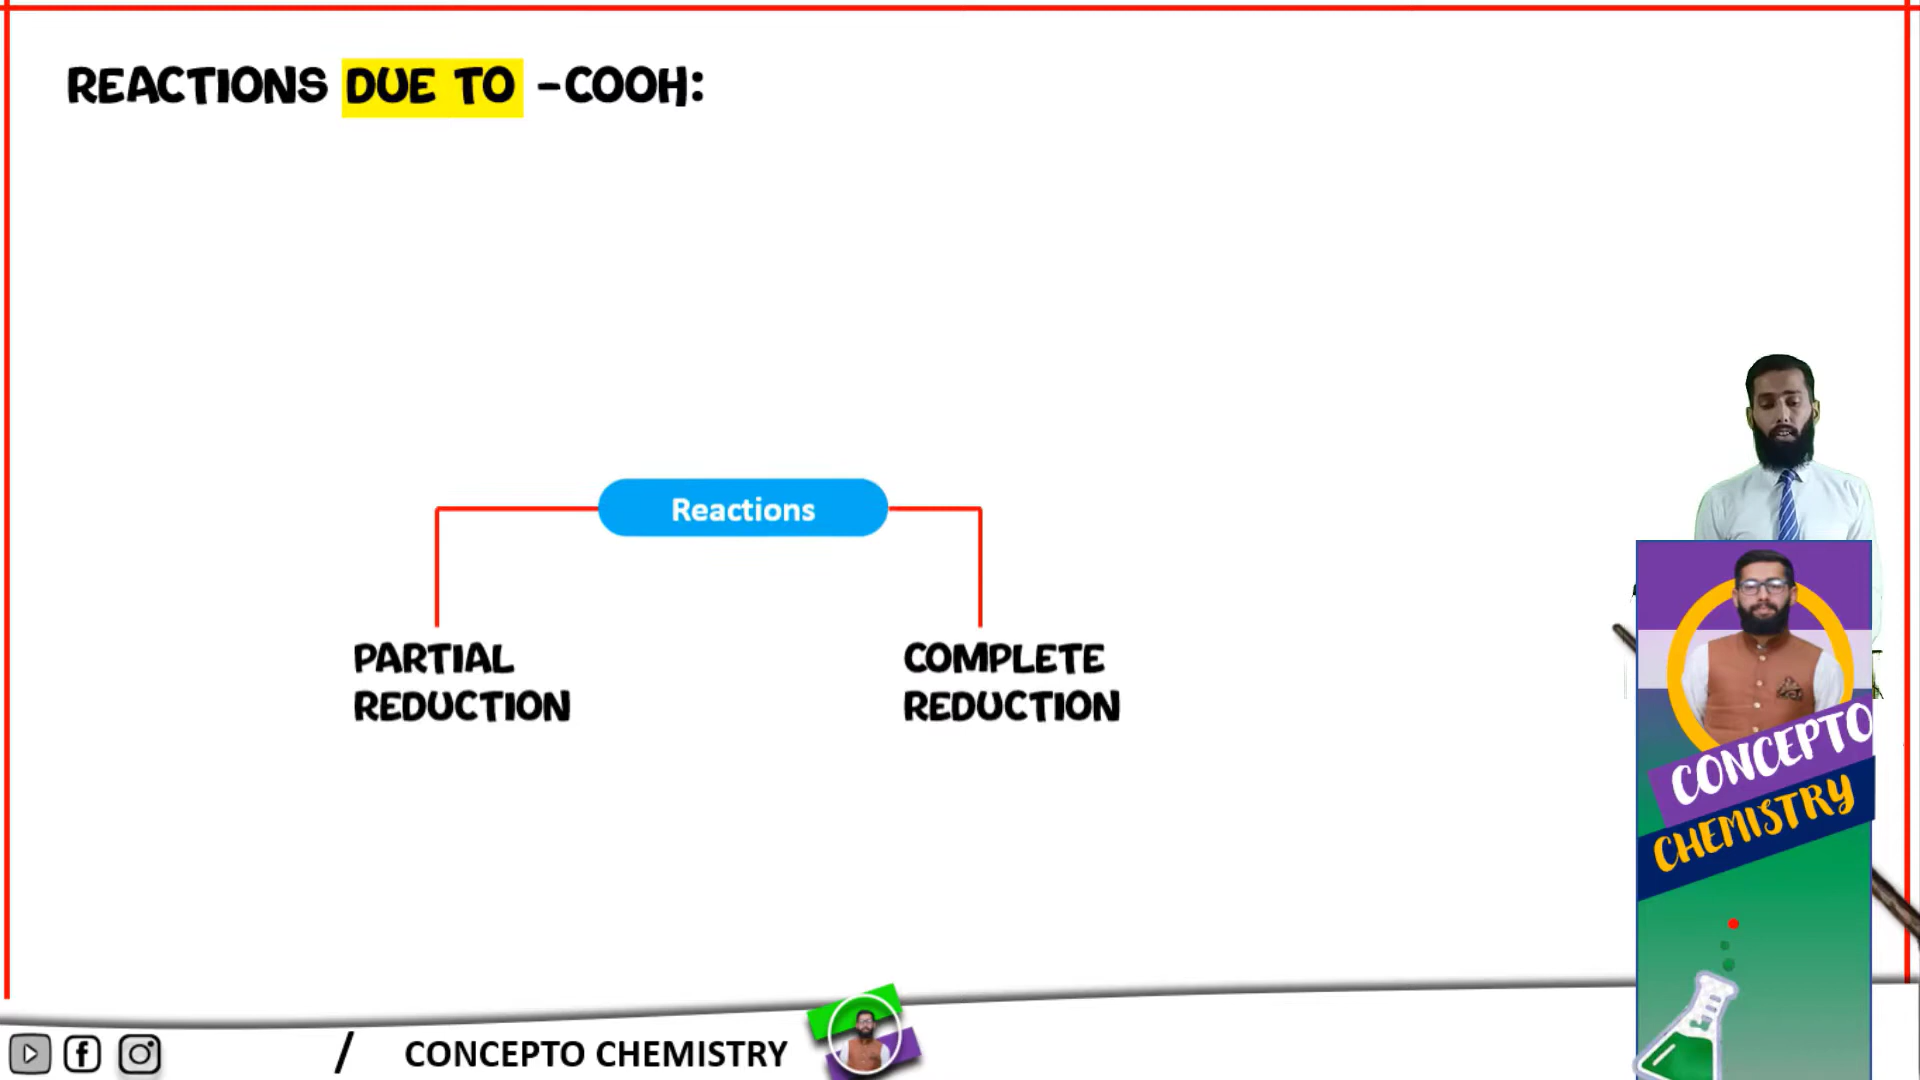 REACTIONS DUE TO -COOH:
Reactions
PARTIAL
REDUCTION
COMPLETE
REDUCTION
CONCEPTO
CHEMISTRY
/ CONCEPTO CHEMISTRY